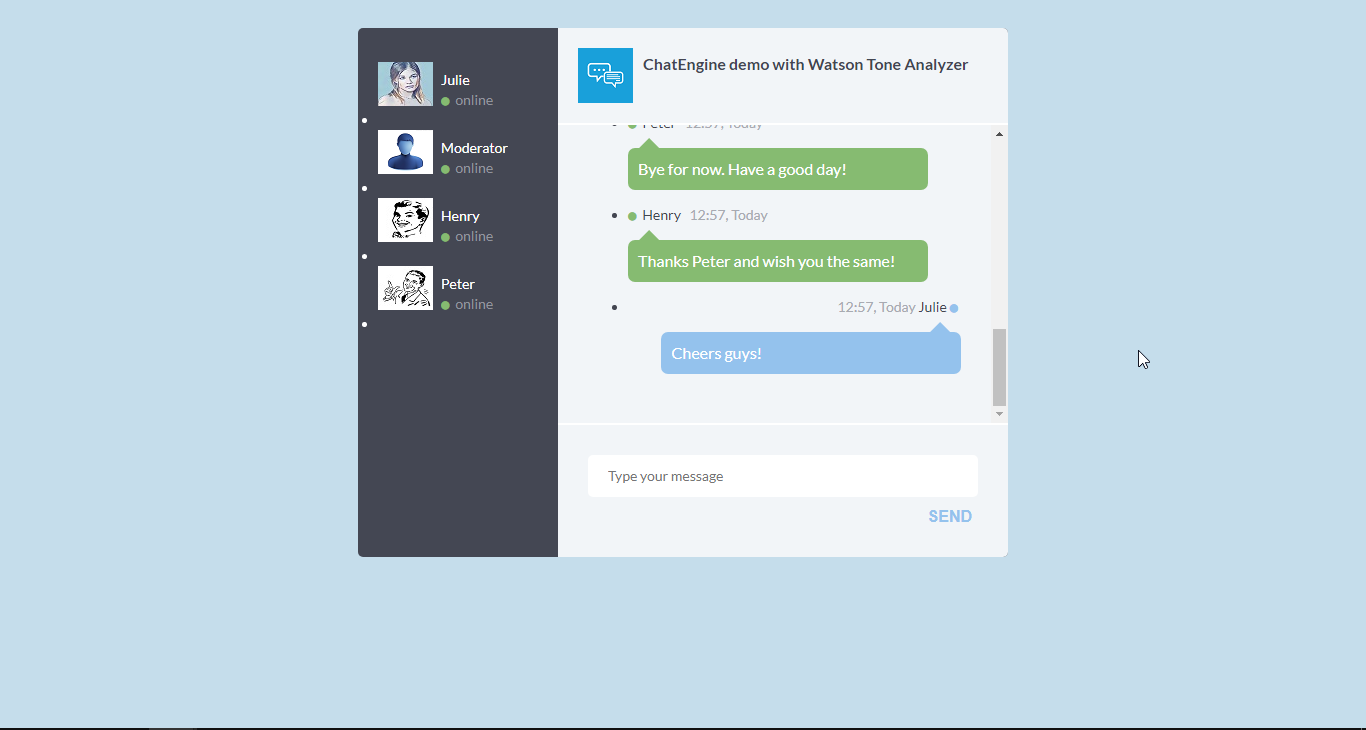 Julie
online
Moderator
online
Henry
online
Peter
online
ChatEngine demo with Watson Tone Analyzer
Peter 12:57, Today
Bye for now. Have a good day!
Henry 12:57, Today
Thanks Peter and wish you the same!
12:57, Today Julie
Cheers guys!
Type your message
SEND